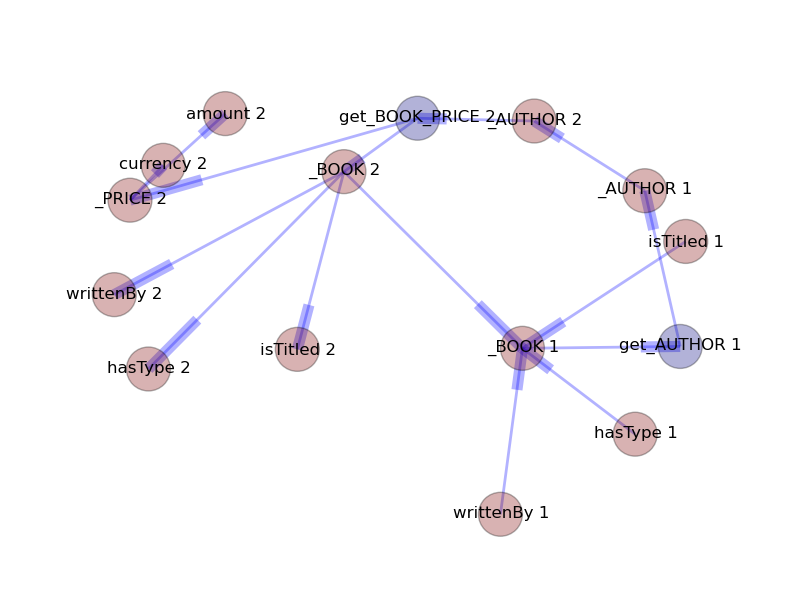 amount 2
get_BOOK_PRICE 2
_AUTHOR 2
currency 2
_BOOK 2
_PRICE 2
_AUTHOR 1
isTitled 1
writtenBy 2
isTitled 2
_BOOK 1
get_AUTHOR 1
hasType 2
hasType 1
writtenBy 1